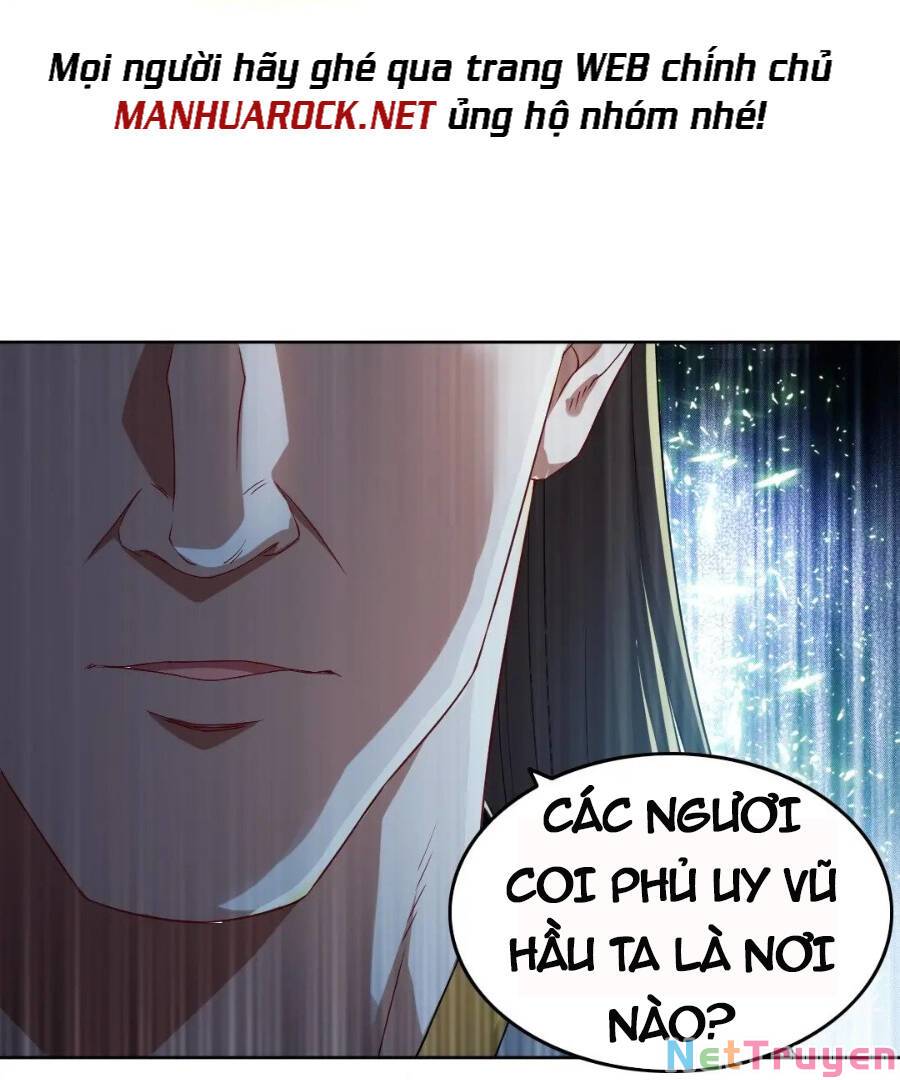 Mọi người hãy ghé qua trang WEB chính chủ
MANHUAROCK.NET ủng hộ nhóm nhé!
CÁC NGƯƠI
COI PHỦ UY VŨ
HẦU TA LÀ NƠI
NÀO?
NetTruyen